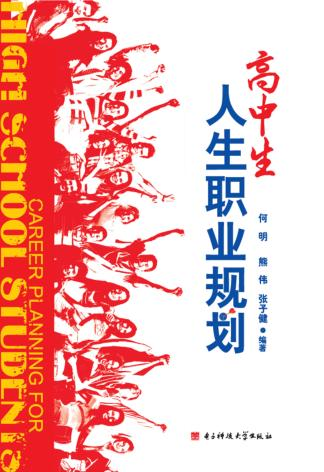 CAREER PLANNING FOR
HIGH SCHOOL STUDENTS
高中生
人生职业规划
何明 熊伟 张子健·编著
电子科技大学出版社